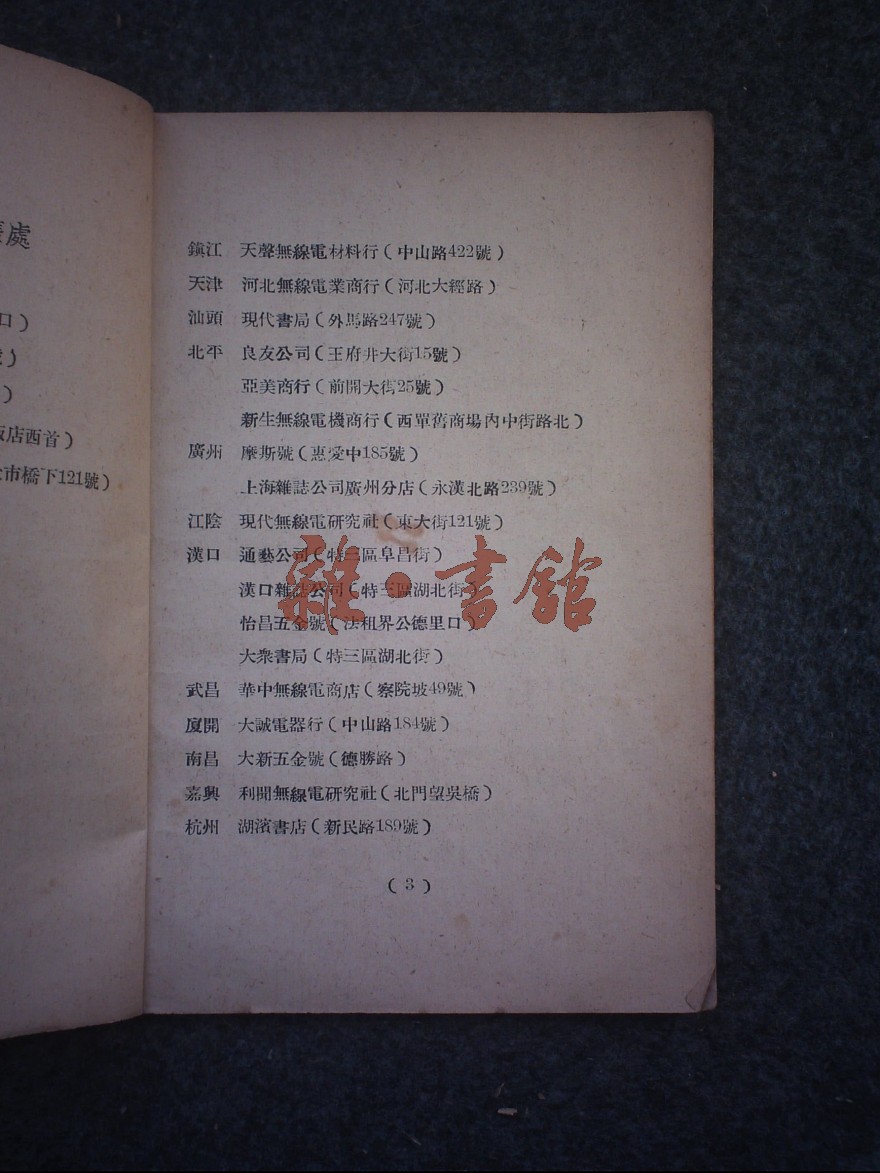 處
口)
號)
)
飯店西首)
市橋下121號)
鎮江 天聲無線電材料行(中山路422號)
天津 河北無線電業商行(河北大經路)
汕頭 現代書局(外馬路247號)
北平 良友公司(王府井大街15號)
亞美商行(前開大街25號)
新生無線電機商行(西單舊商場內中街路北)
廣州 摩斯號(惠愛中185號)
上海雜誌公司廣州分店(永漢北路239號)
江陰 現代無線電研究社(東大街121號)
漢口 通藝公司(特三區阜昌街)
漢口雜誌公司(特三區湖北街)
怡昌五金號(法租界公德里口)
大衆書局(特三區湖北街)
武昌 華中無線電商店(察院坡49號)
厦開 大誠電器行(中山路184號)
南昌 大新五金號(德勝路)
嘉興 利聞無線電研究社(北門望吳橋)
杭州 湖濱書店(新民路189號)
(3)
雜·書館